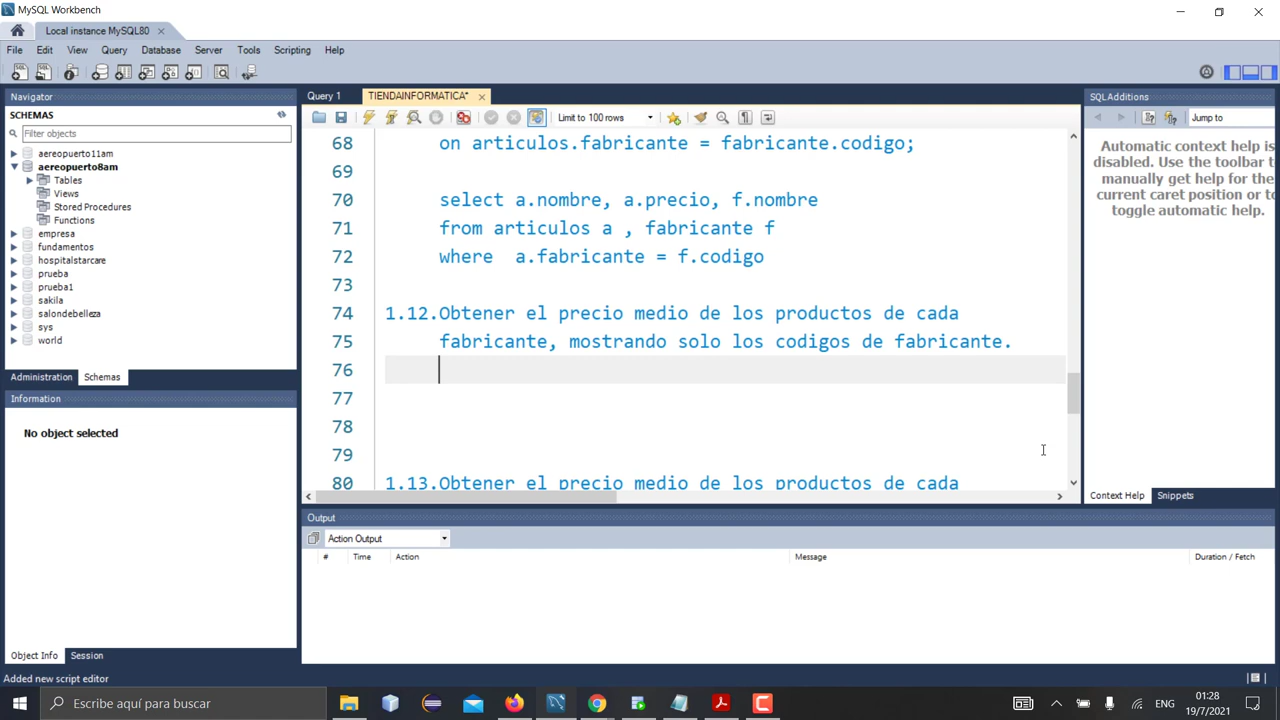 MySQL Workbench
Local instance MySQL80
File Edit View Query Database Server Tools Scripting Help
Navigator
SCHEMAS
Filter objects
aereopuerto11am
aereopuerto8am
Tables
Views
Stored Procedures
Functions
empresa
fundamentos
hospitalstarcare
prueba
prueba1
sakila
salondebelleza
sys
world
Administration Schemas
Information
No object selected
Object Info Session
Added new script editor
Query 1 TIENDAINFORMATICA*
Limit to 100 rows
68 on articulos.fabricante = fabricante.codigo;
69
70 select a.nombre, a.precio, f.nombre
71 from articulos a , fabricante f
72 where a.fabricante = f.codigo
73
74 1.12.Obtener el precio medio de los productos de cada
75 fabricante, mostrando solo los codigos de fabricante.
76
77
78
79
80 1.13.Obtener el precio medio de los productos de cada
Output
Action Output
# Time Action Message Duration / Fetch
SQLAdditions
Jump to
Automatic context help is
disabled. Use the toolbar t
manually get help for the
current caret position or to
toggle automatic help.
Context Help Snippets
Escribe aquí para buscar
ENG
01:28
19/7/2021